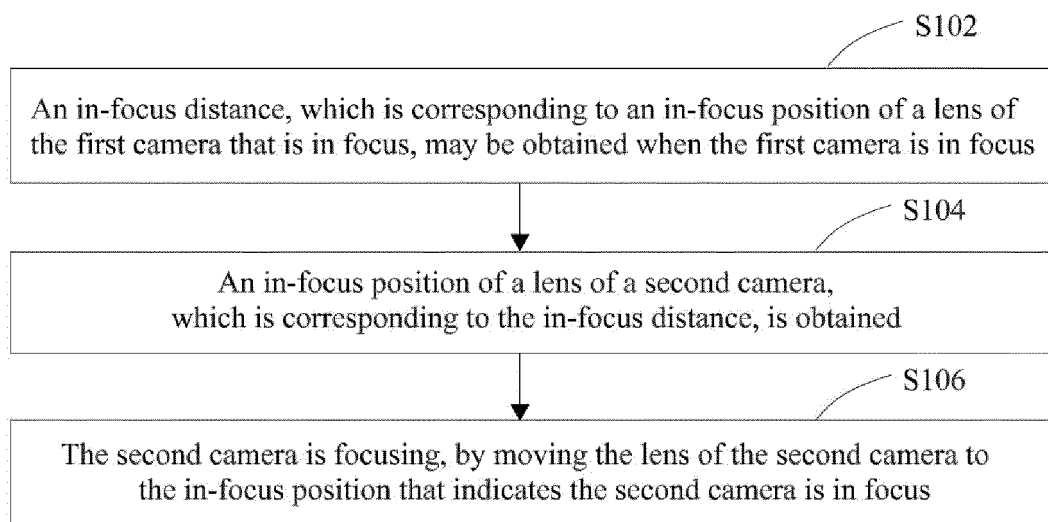 S102
An in-focus distance, which is corresponding to an in-focus position of a lens of
the first camera that is in focus, may be obtained when the first camera is in focus
S104
An in-focus position of a lens of a second camera,
which is corresponding to the in-focus distance, is obtained
S106
The second camera is focusing, by moving the lens of the second camera to
the in-focus position that indicates the second camera is in focus